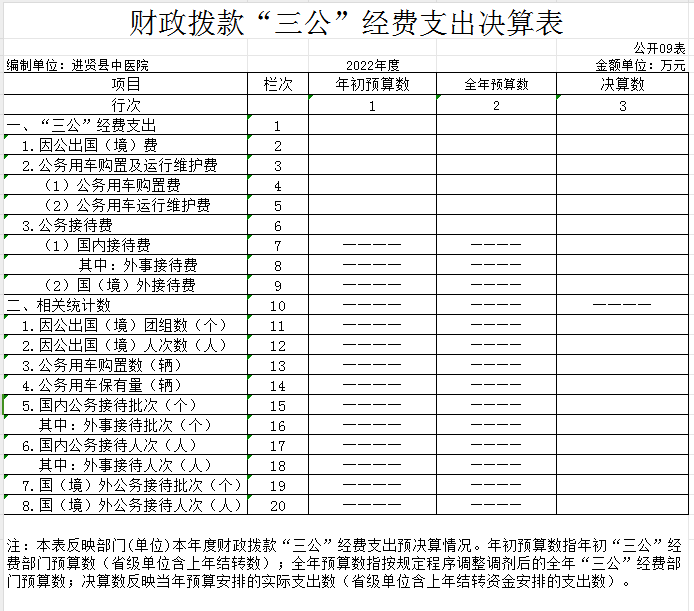 财政拨款“三公”经费支出决算表
公开09表
编制单位：进贤县中医院 2022年度 金额单位：万元
项目 栏次 年初预算数 全年预算数 决算数
行次 1 2 3
一、“三公”经费支出 1
1.因公出国（境）费 2
2.公务用车购置及运行维护费 3
（1）公务用车购置费 4
（2）公务用车运行维护费 5
3.公务接待费 6
（1）国内接待费 7 ———— ————
其中：外事接待费 8 ———— ————
（2）国（境）外接待费 9 ———— ————
二、相关统计数 10 ———— ———— ————
1.因公出国（境）团组数（个） 11 ———— ————
2.因公出国（境）人次数（人） 12 ———— ————
3.公务用车购置数（辆） 13 ———— ————
4.公务用车保有量（辆） 14 ———— ————
5.国内公务接待批次（个） 15 ———— ————
其中：外事接待批次（个） 16 ———— ————
6.国内公务接待人次（人） 17 ———— ————
其中：外事接待人次（人） 18 ———— ————
7.国（境）外公务接待批次（个） 19 ———— ————
8.国（境）外公务接待人次（人） 20 ———— ————
注：本表反映部门(单位)本年度财政拨款“三公”经费支出预决算情况。年初预算数指年初“三公”经
费部门预算数（省级单位含上年结转数）；全年预算数指按规定程序调整调剂后的全年“三公”经费部
门预算数；决算数反映当年预算安排的实际支出数（省级单位含上年结转资金安排的支出数）。